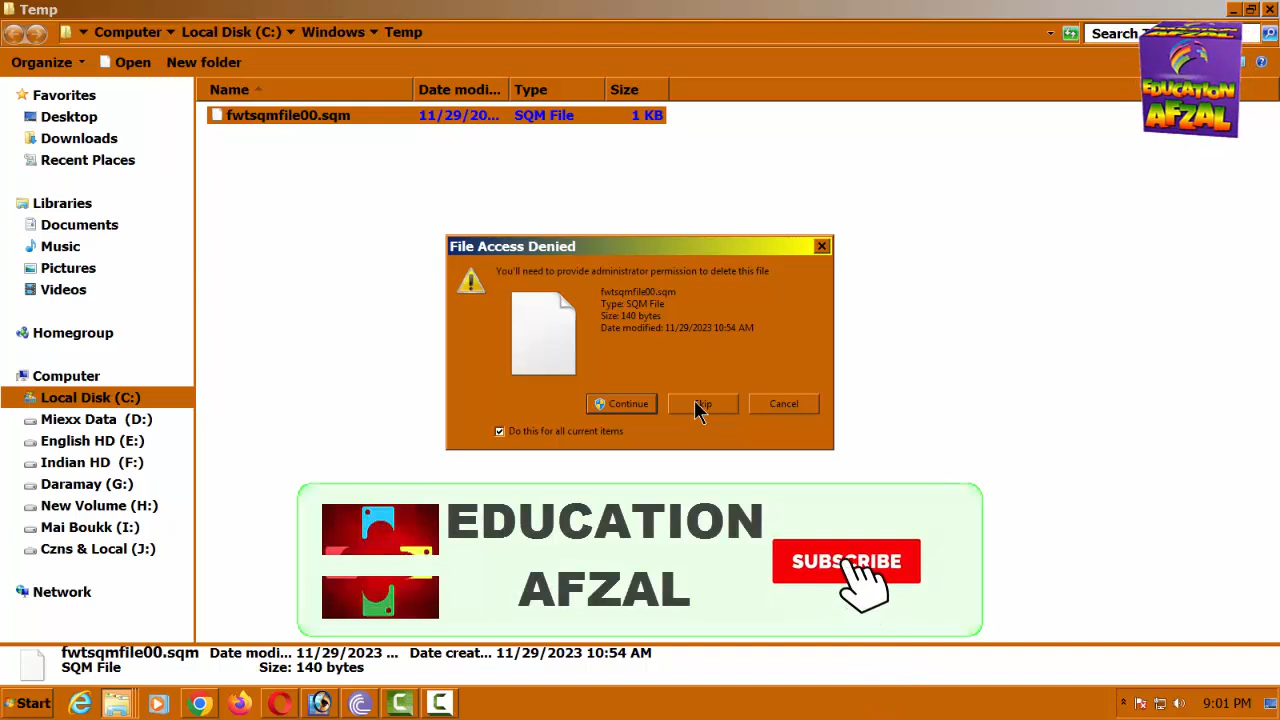 Temp
Computer Local Disk (C:) Windows Temp
Search
Organize Open New folder
EDUCATION
AFZAL
Name Date modi... Type Size
fwtsqmfile00.sqm 11/29/20... SQM File 1 KB
Favorites
Desktop
Downloads
Recent Places
Libraries
Documents
Music
Pictures
Videos
Homegroup
Computer
Local Disk (C:)
Miexx Data (D:)
English HD (E:)
Indian HD (F:)
Daramay (G:)
New Volume (H:)
Mai Boukk (I:)
Czns & Local (J:)
Network
File Access Denied
You'll need to provide administrator permission to delete this file
fwtsqmfile00.sqm
Type: SQM File
Size: 140 bytes
Date modified: 11/29/2023 10:54 AM
Continue Skip Cancel
Do this for all current items
EDUCATION
AFZAL
SUBSCRIBE
fwtsqmfile00.sqm Date modi... 11/29/2023 ... Date creat... 11/29/2023 10:54 AM
SQM File Size: 140 bytes
Start 9:01 PM